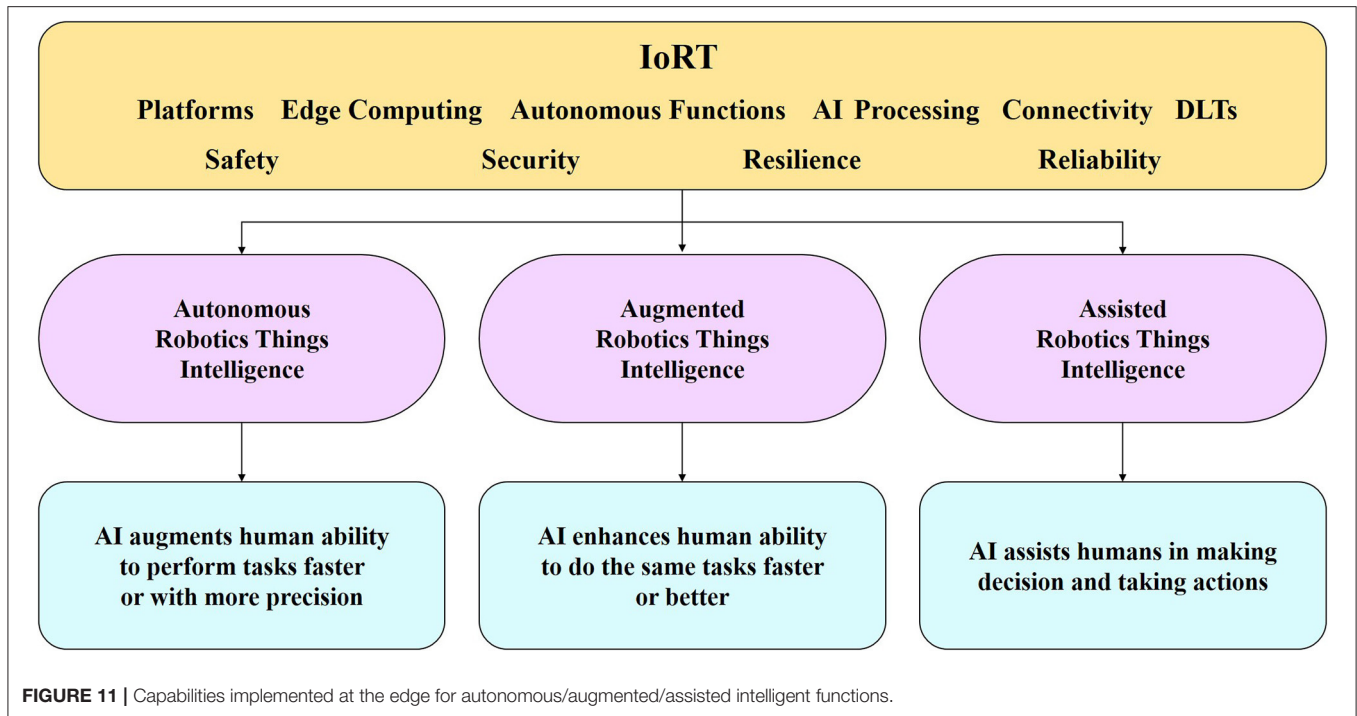 IoRT
Platforms Edge Computing Autonomous Functions AI Processing Connectivity DLTs
Safety Security Resilience Reliability
Autonomous
Robotics Things
Intelligence
Augmented
Robotics Things
Intelligence
Assisted
Robotics Things
Intelligence
AI augments human ability
to perform tasks faster
or with more precision
AI enhances human ability
to do the same tasks faster
or better
AI assists humans in making
decision and taking actions
FIGURE 11 | Capabilities implemented at the edge for autonomous/augmented/assisted intelligent functions.